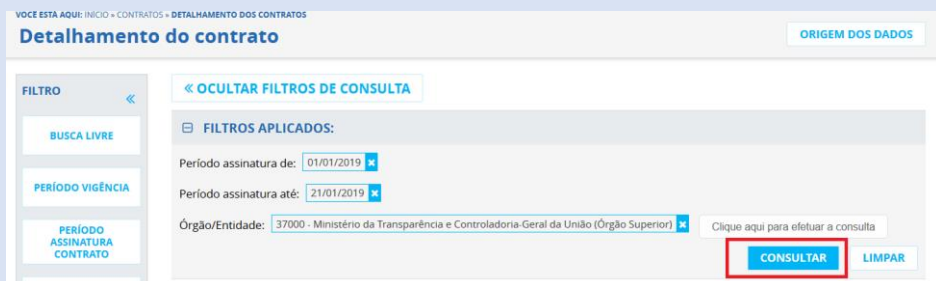 VOCÊ ESTÁ AQUI: INÍCIO » CONTRATOS » DETALHAMENTO DOS CONTRATOS
Detalhamento do contrato
ORIGEM DOS DADOS
FILTRO «
« OCULTAR FILTROS DE CONSULTA
BUSCA LIVRE
FILTROS APLICADOS:
PERÍODO VIGÊNCIA
Período assinatura de: 01/01/2019 x
Período assinatura até: 21/01/2019 x
PERÍODO
ASSINATURA
CONTRATO
Órgão/Entidade: 37000 - Ministério da Transparência e Controladoria-Geral da União (Órgão Superior) x
Clique aqui para efetuar a consulta
CONSULTAR
LIMPAR